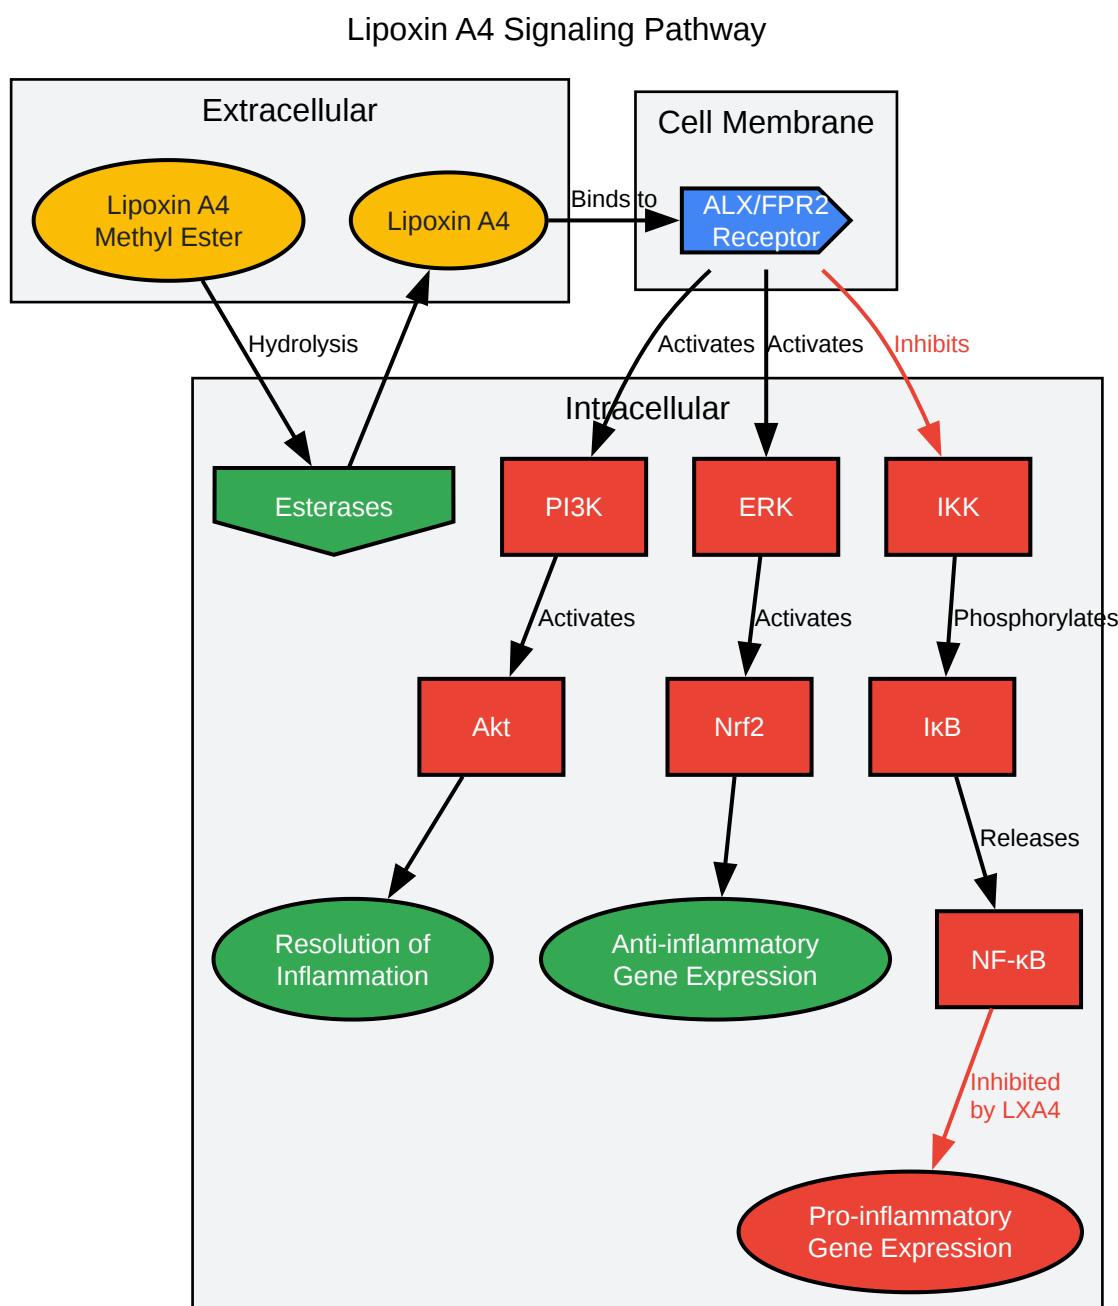 Lipoxin A4 Signaling Pathway
Extracellular
Cell Membrane
Lipoxin A4
Methyl Ester
Lipoxin A4
Binds to
ALX/FPR2
Receptor
Hydrolysis
Activates
Activates
Inhibits
Intracellular
Esterases
PI3K
ERK
IKK
Activates
Activates
Phosphorylates
Akt
Nrf2
IκB
Releases
Resolution of
Inflammation
Anti-inflammatory
Gene Expression
NF-κB
Inhibited
by LXA4
Pro-inflammatory
Gene Expression